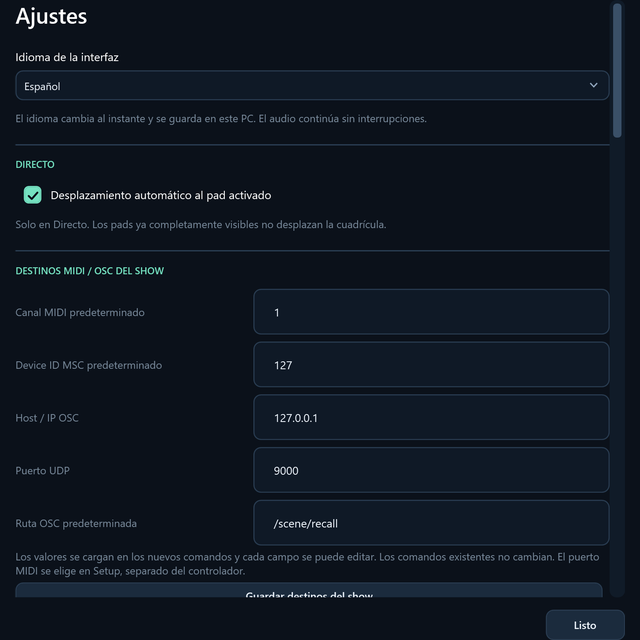 Ajustes
Idioma de la interfaz
Español
El idioma cambia al instante y se guarda en este PC. El audio continúa sin interrupciones.
DIRECTO
Desplazamiento automático al pad activado
Solo en Directo. Los pads ya completamente visibles no desplazan la cuadrícula.
DESTINOS MIDI / OSC DEL SHOW
Canal MIDI predeterminado
1
Device ID MSC predeterminado
127
Host / IP OSC
127.0.0.1
Puerto UDP
9000
Ruta OSC predeterminada
/scene/recall
Los valores se cargan en los nuevos comandos y cada campo se puede editar. Los comandos existentes no cambian. El puerto
MIDI se elige en Setup, separado del controlador.
Guardar destinos del show
Listo